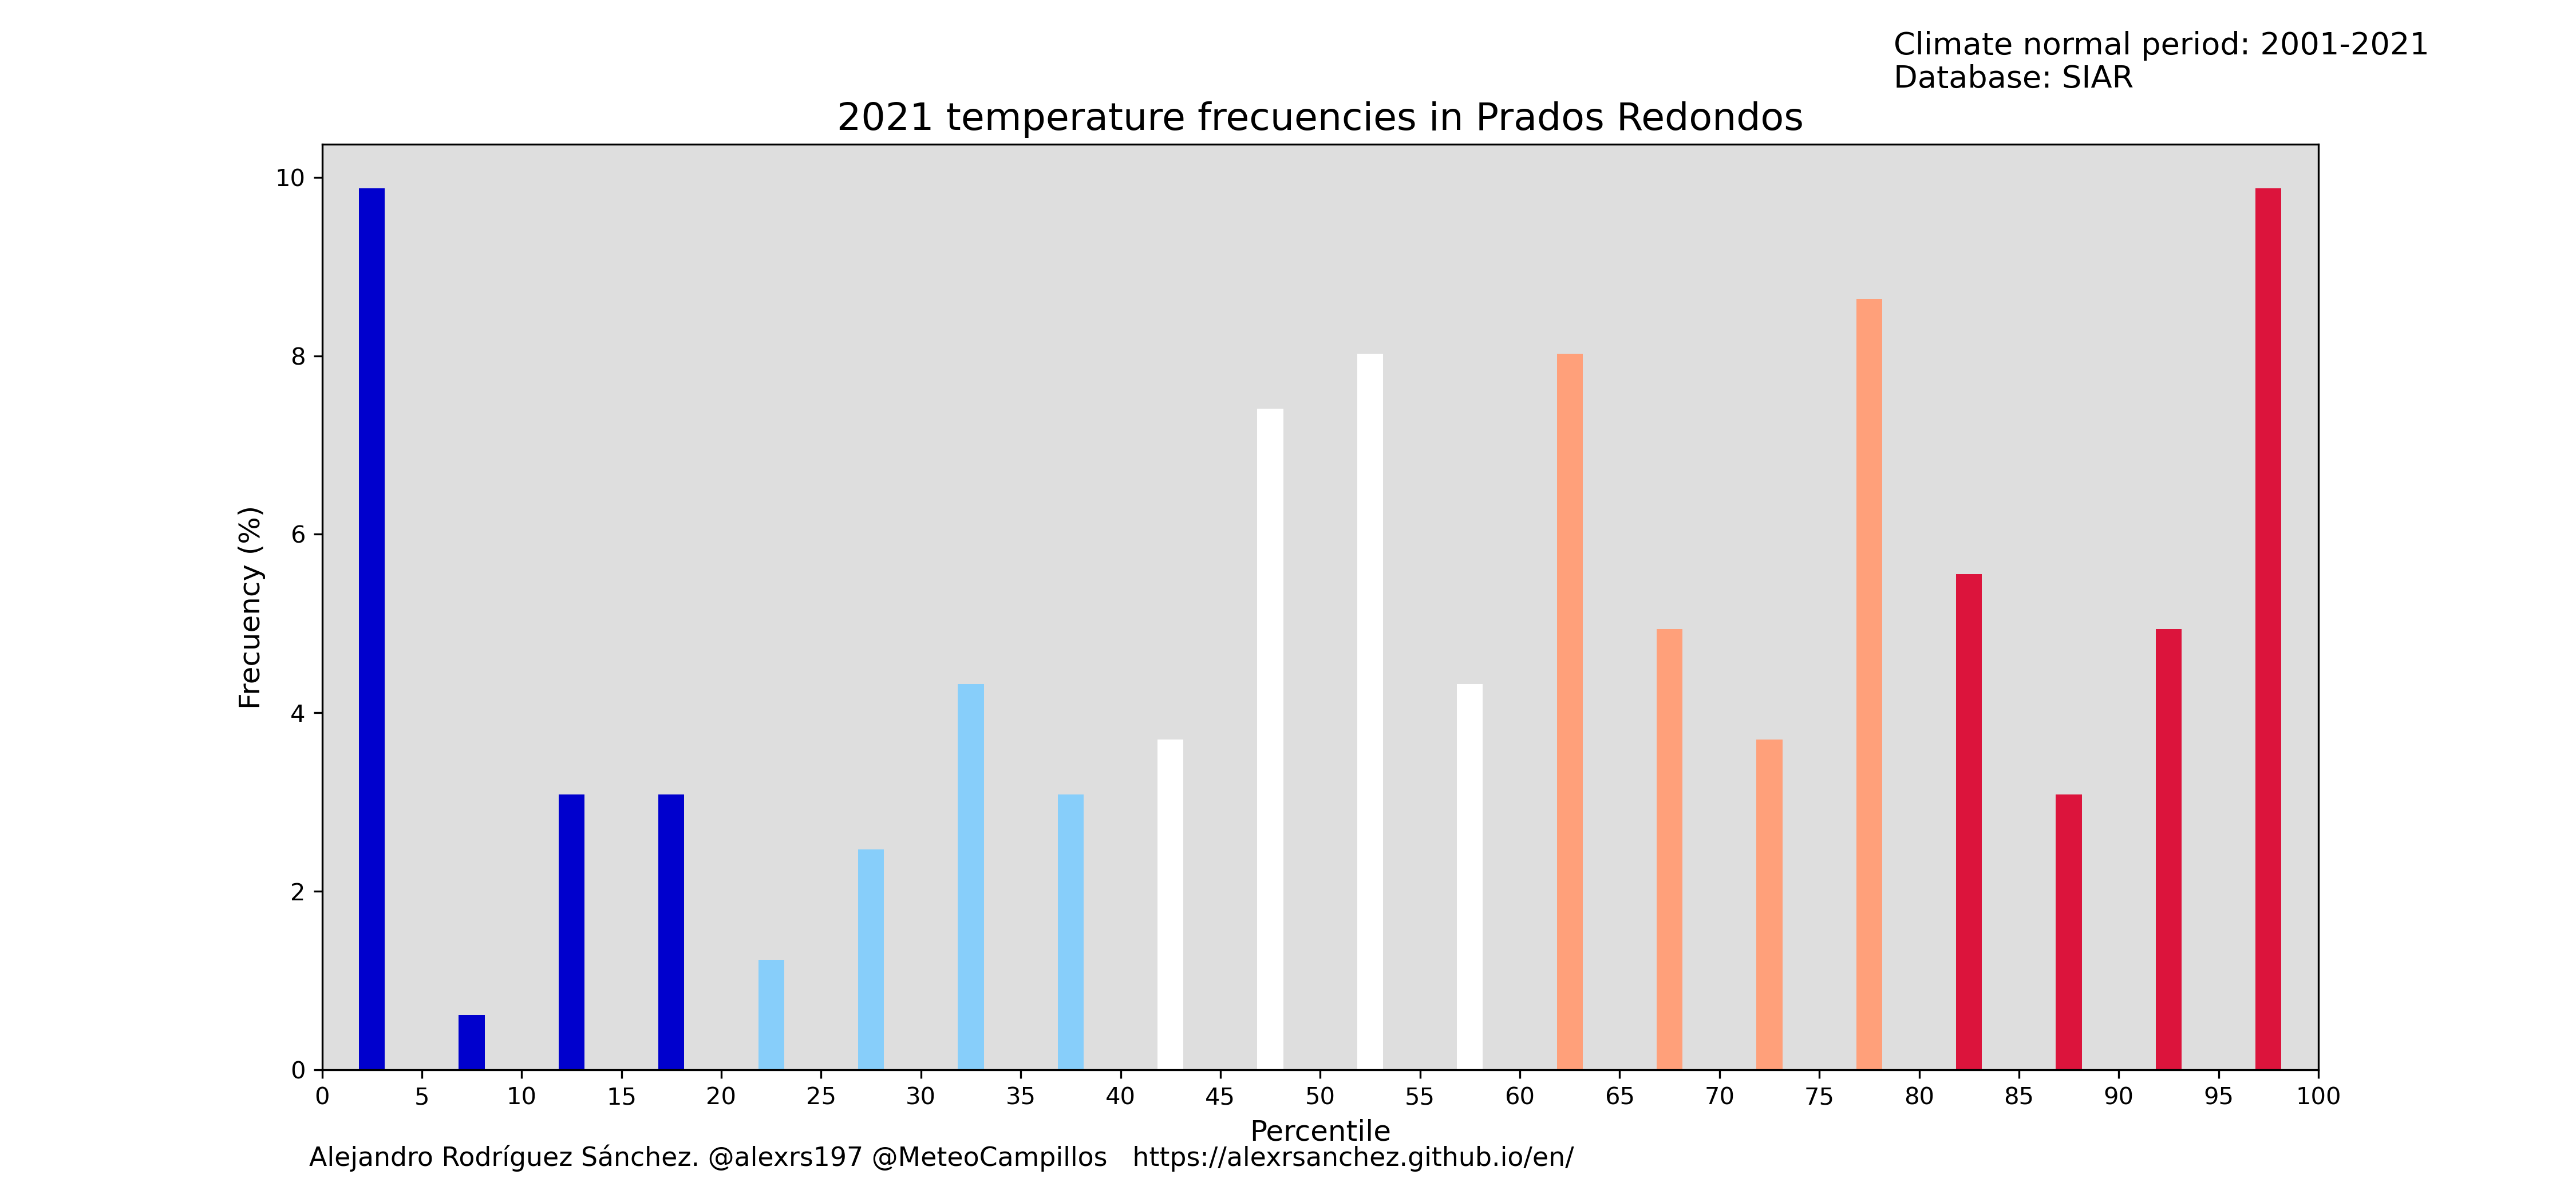 Climate normal period: 2001-2021
Database: SIAR
2021 temperature frecuencies in Prados Redondos
10
8
6
4
2
0
Frecuency (%)
0 5 10 15 20 25 30 35 40 45 50 55 60 65 70 75 80 85 90 95 100
Percentile
Alejandro Rodríguez Sánchez. @alexrs197 @MeteoCampillos https://alexrsanchez.github.io/en/